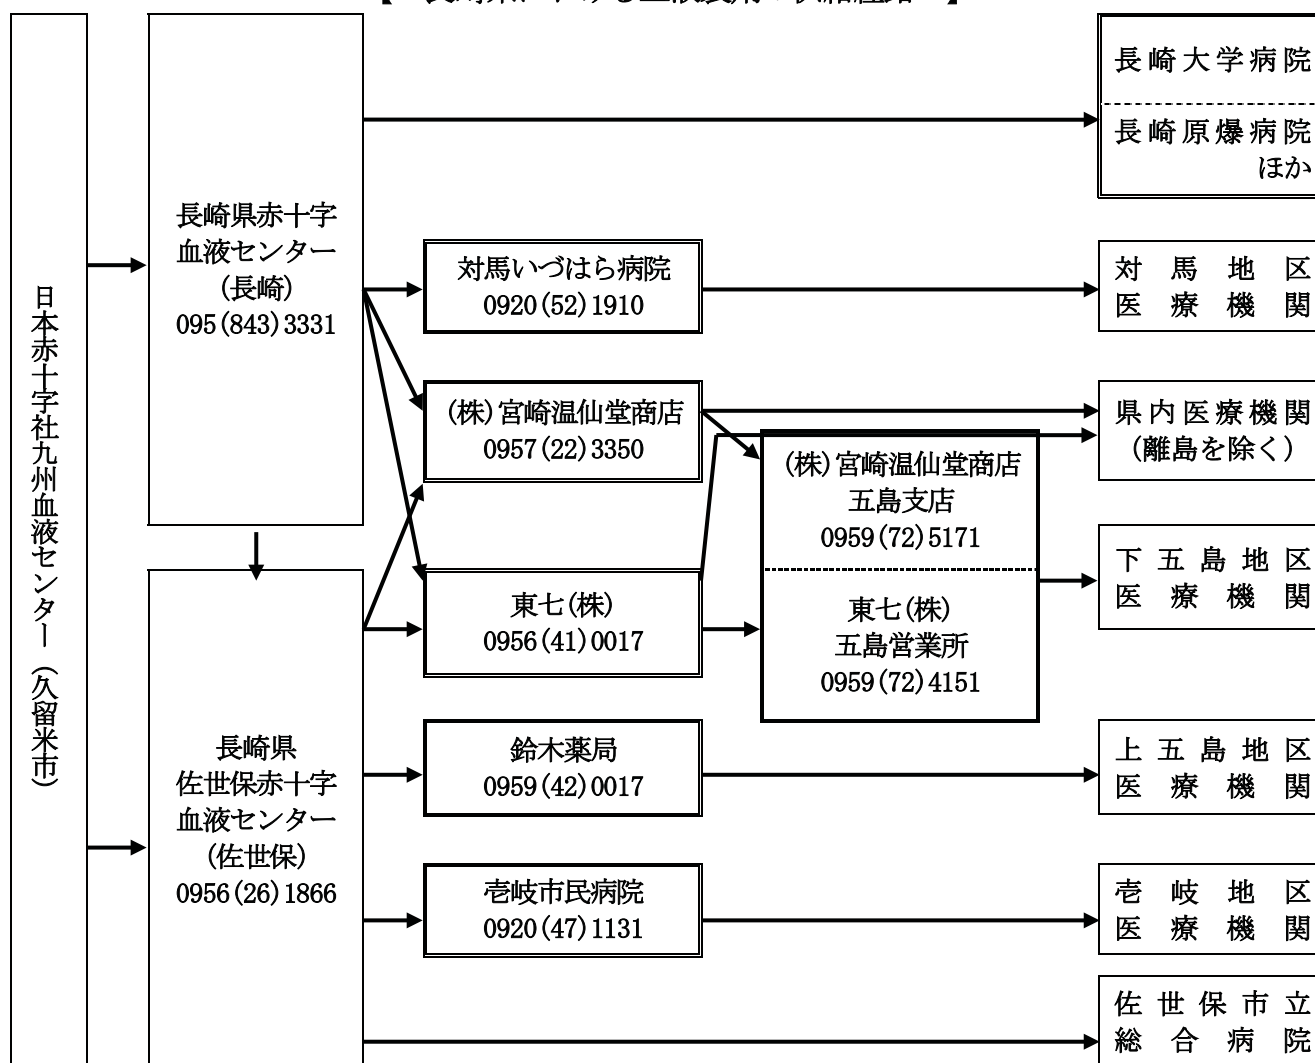 日本赤十字社九州血液センター（久留米市）
長崎県赤十字
血液センター
(長崎)
095(843)3331
長崎県
佐世保赤十字
血液センター
(佐世保)
0956(26)1866
対馬いづはら病院
0920(52)1910
(株)宮崎温仙堂商店
0957(22)3350
東七(株)
0956(41)0017
鈴木薬局
0959(42)0017
壱岐市民病院
0920(47)1131
(株)宮崎温仙堂商店
五島支店
0959(72)5171
東七(株)
五島営業所
0959(72)4151
長崎大学病院
長崎原爆病院
ほか
対馬地区
医療機関
県内医療機関
(離島を除く)
下五島地区
医療機関
上五島地区
医療機関
壱岐地区
医療機関
佐世保市立
総合病院